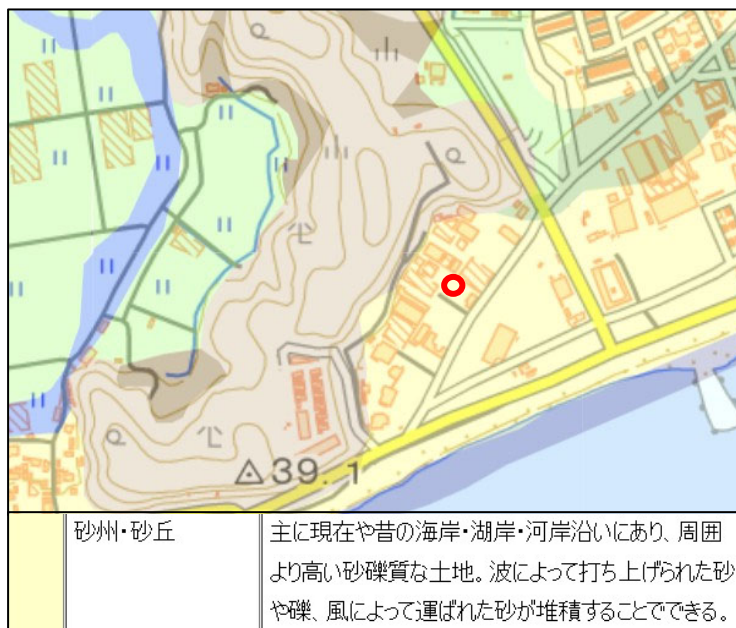 39.1
砂州・砂丘
主に現在や昔の海岸・湖岸・河岸沿いにあり、周囲
より高い砂礫質な土地。波によって打ち上げられた砂
や礫、風によって運ばれた砂が堆積することでできる。